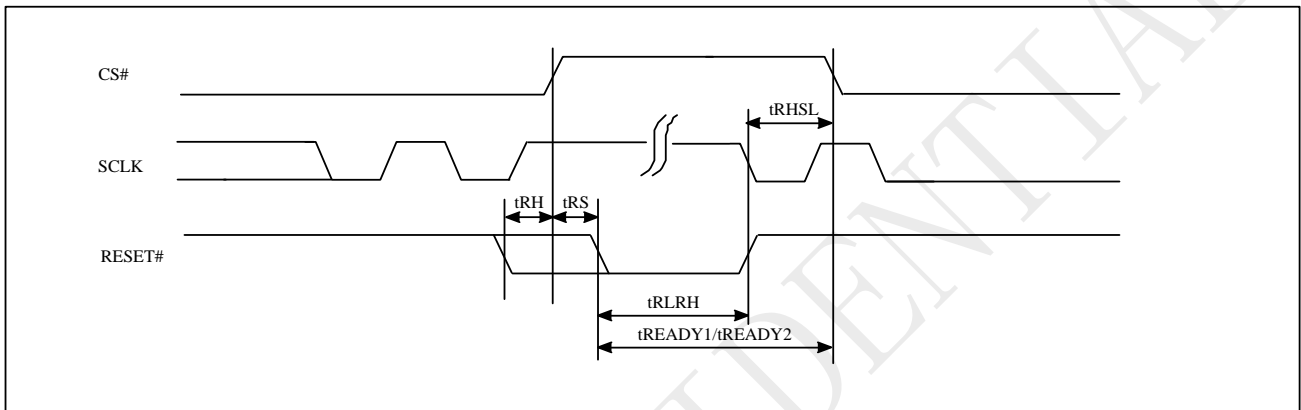 CS#
tRHSL
SCLK
tRH
tRS
RESET#
tRLRH
tREADY1/tREADY2